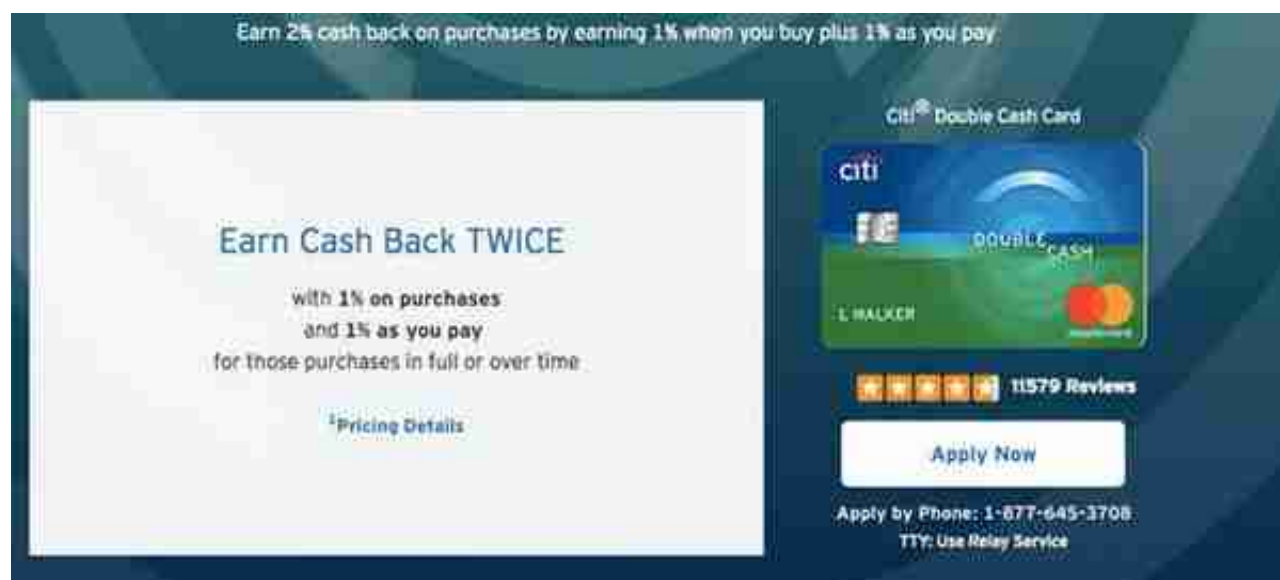 Earn 2% cash back on purchases by earning 1% when you buy plus 1% as you pay
Earn Cash Back TWICE
with 1% on purchases
and 1% as you pay
for those purchases in full or over time
¹Pricing Details
Citi® Double Cash Card
citi
DOUBLE
CASH
L WALKER
mastercard
11579 Reviews
Apply Now
Apply by Phone: 1-877-645-3708
TTY: Use Relay Service